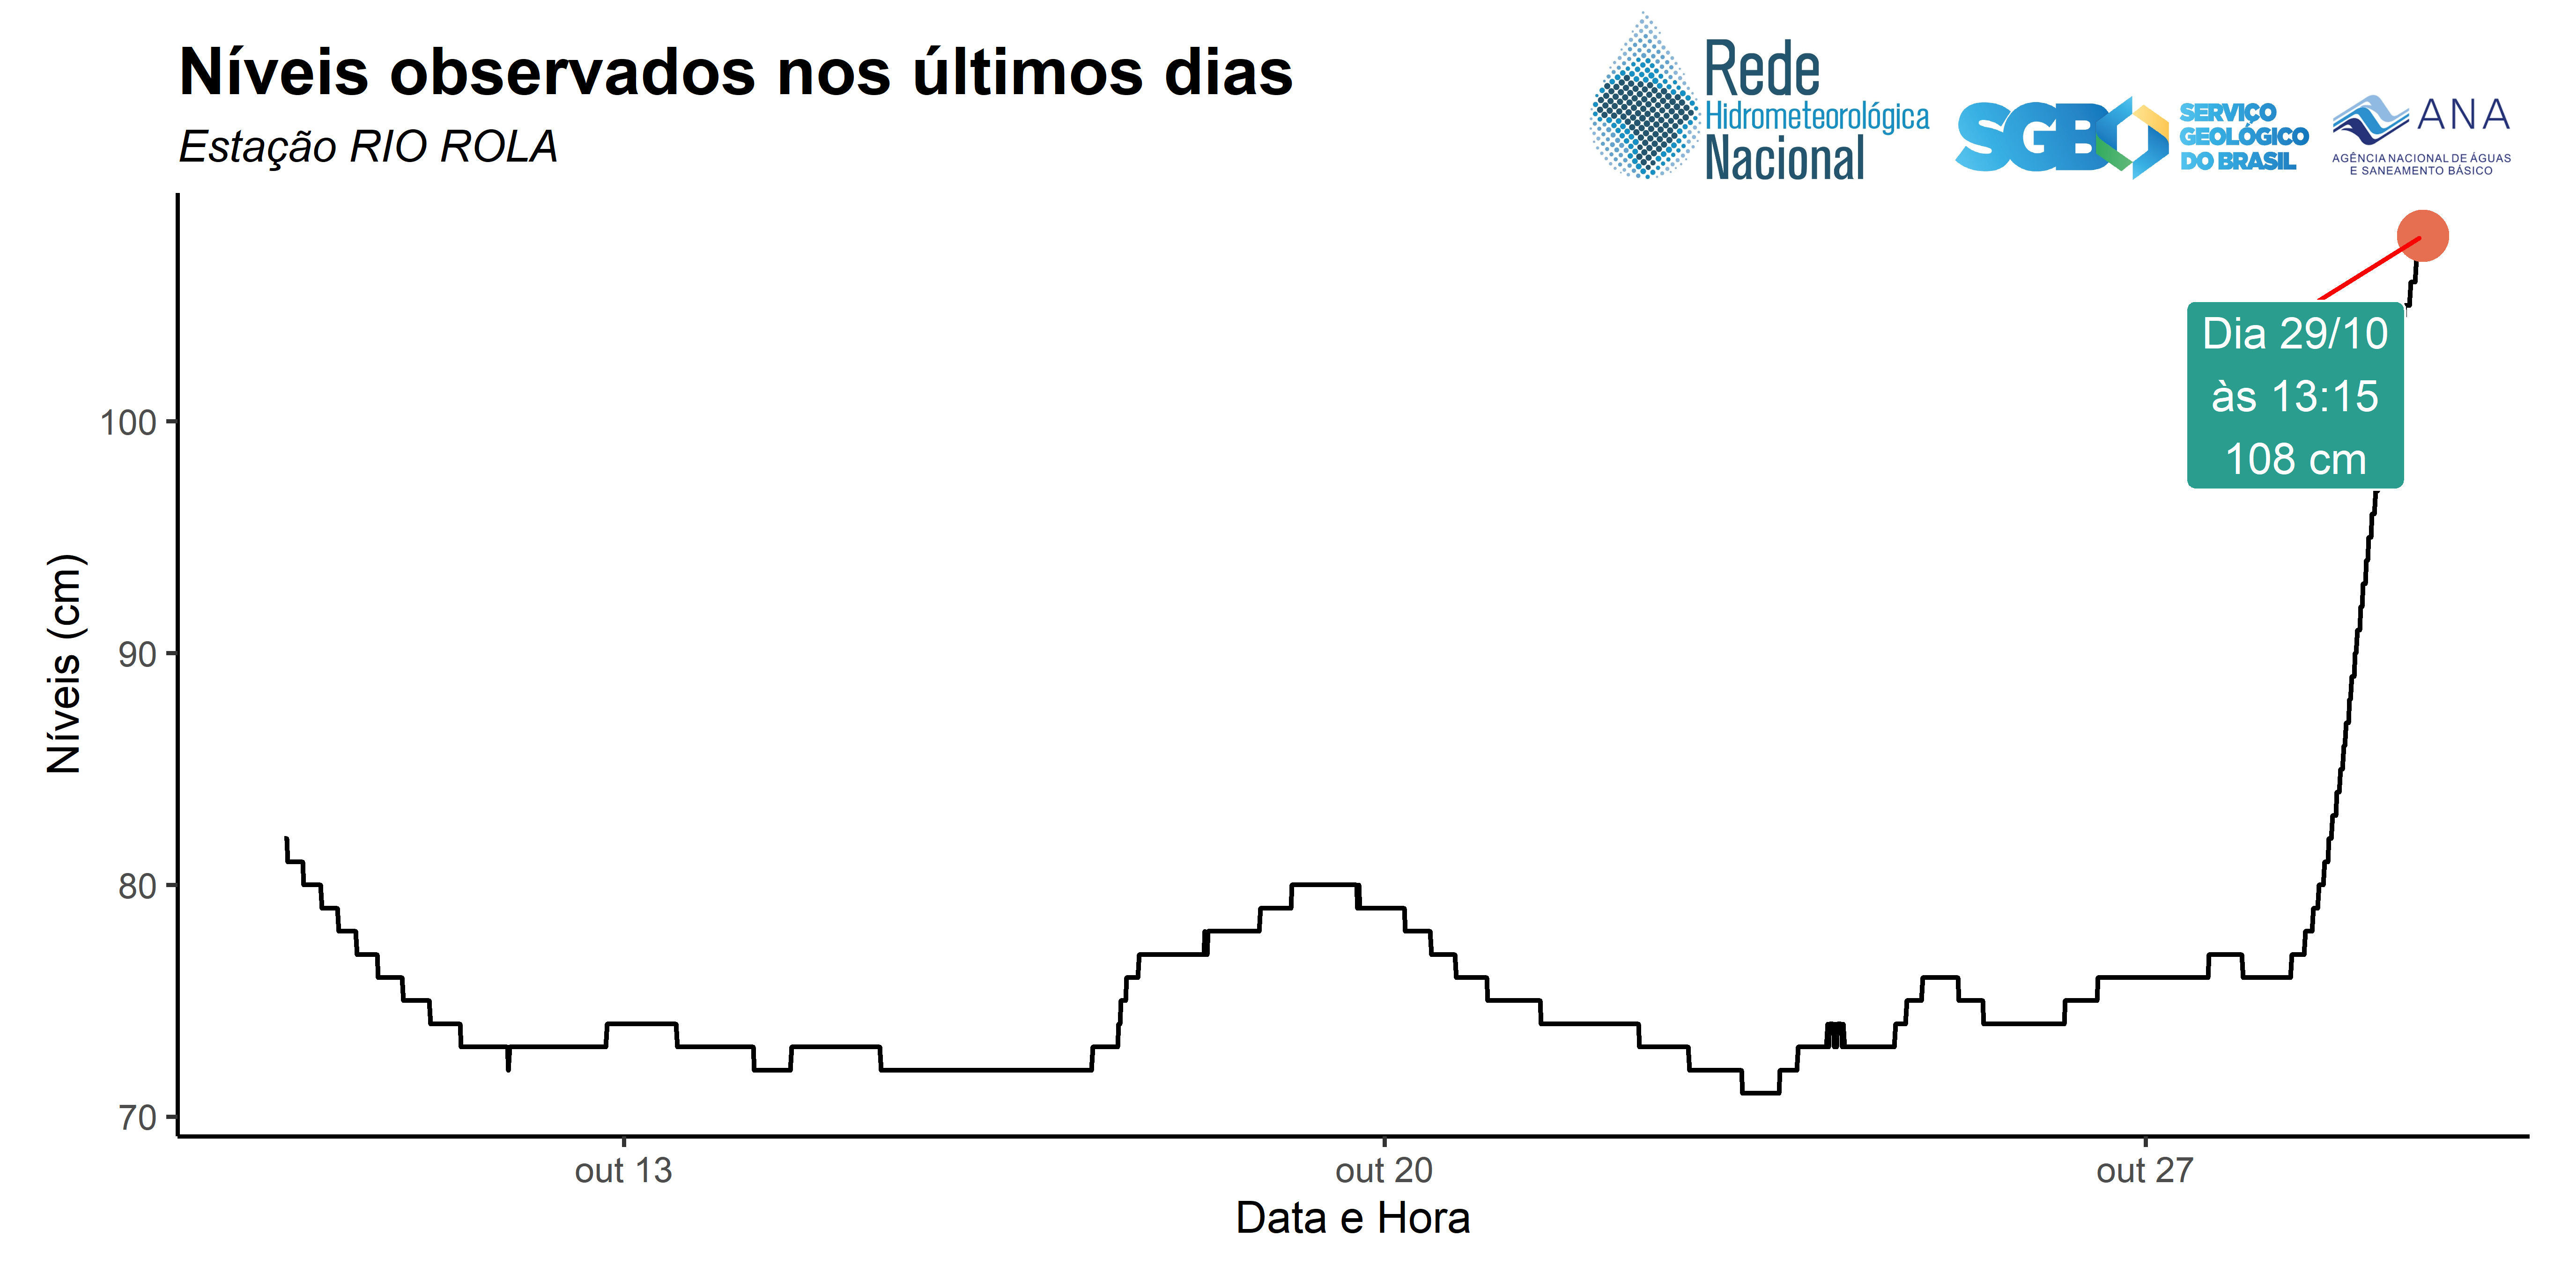 Níveis observados nos últimos dias
Estação RIO ROLA
Rede
Hidrometeorológica
Nacional
SGB
SERVIÇO
GEOLÓGICO
DO BRASIL
ANA
AGÊNCIA NACIONAL DE ÁGUAS
E SANEAMENTO BÁSICO
Dia 29/10
às 13:15
108 cm
Níveis (cm)
100
90
80
70
out 13
out 20
out 27
Data e Hora